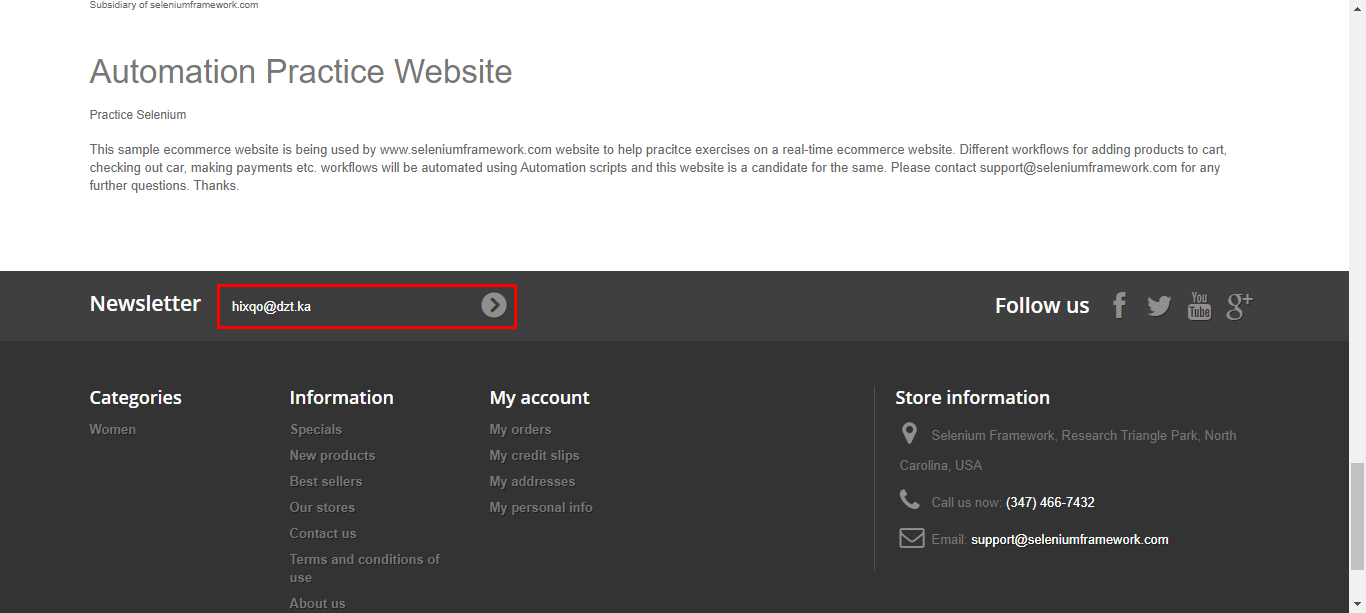 Subsidiary of seleniumframework.com
Automation Practice Website
Practice Selenium
This sample ecommerce website is being used by www.seleniumframework.com website to help pracitce exercises on a real-time ecommerce website. Different workflows for adding products to cart,
checking out car, making payments etc. workflows will be automated using Automation scripts and this website is a candidate for the same. Please contact support@seleniumframework.com for any
further questions. Thanks.
Newsletter
hixqo@dzt.ka
Follow us
You
Tube
g+
Categories
Women
Information
Specials
New products
Best sellers
Our stores
Contact us
Terms and conditions of
use
About us
My account
My orders
My credit slips
My addresses
My personal info
Store information
Selenium Framework, Research Triangle Park, North
Carolina, USA
Call us now: (347) 466-7432
Email: support@seleniumframework.com